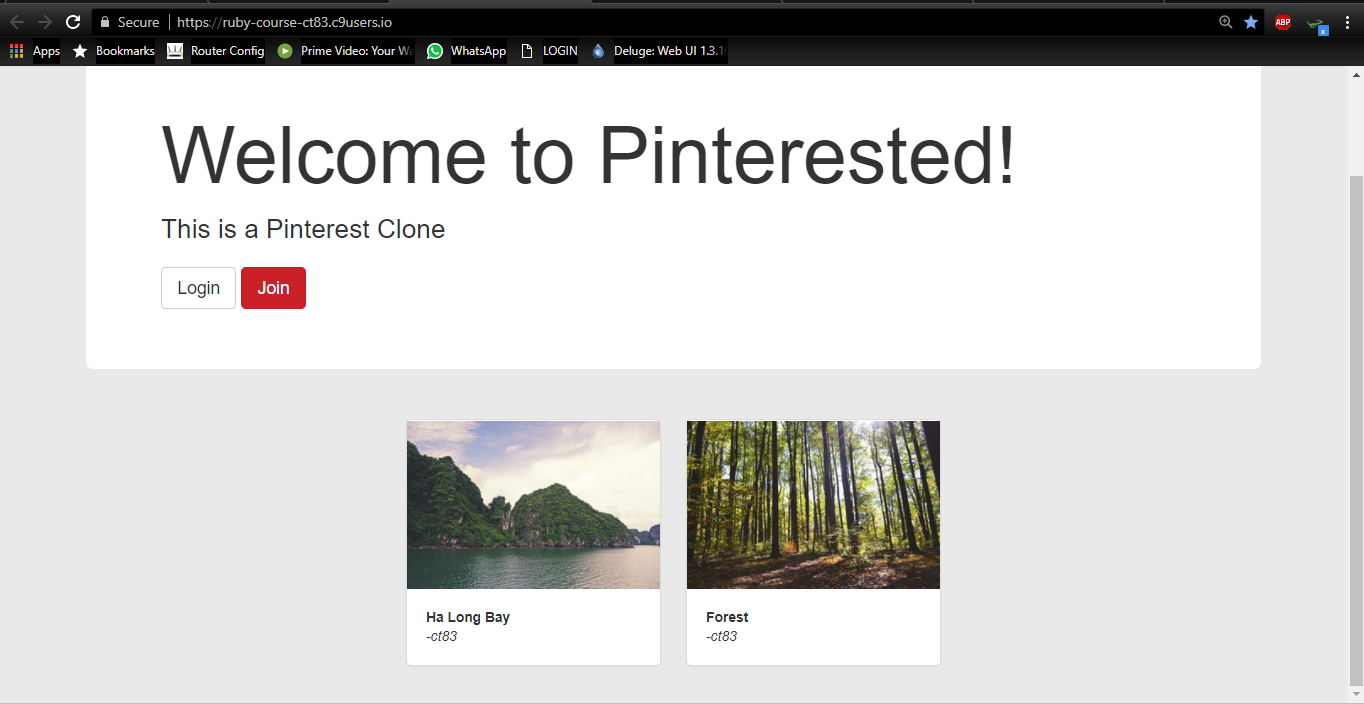 Secure https://ruby-course-ct83.c9users.io ABP x
Apps Bookmarks Router Config Prime Video: Your Wa WhatsApp LOGIN Deluge: Web UI 1.3.1
Welcome to Pinterested!
This is a Pinterest Clone
Login Join
Ha Long Bay
-ct83
Forest
-ct83